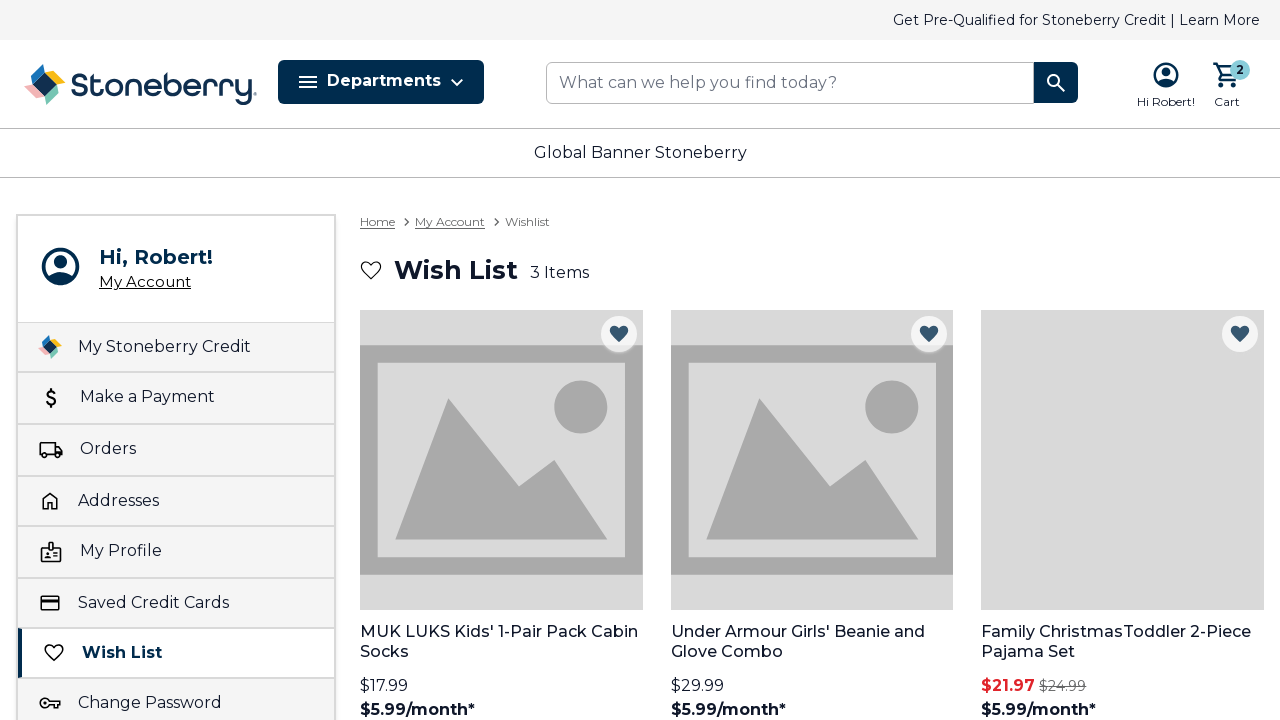 Get Pre-Qualified for Stoneberry Credit | Learn More
Stoneberry
Departments
What can we help you find today?
Hi Robert!
2
Cart
Global Banner Stoneberry
Hi, Robert!
My Account
My Stoneberry Credit
Make a Payment
Orders
Addresses
My Profile
Saved Credit Cards
Wish List
Change Password
Home > My Account > Wishlist
Wish List 3 Items
MUK LUKS Kids' 1-Pair Pack Cabin
Socks
$17.99
$5.99/month*
Under Armour Girls' Beanie and
Glove Combo
$29.99
$5.99/month*
Family ChristmasToddler 2-Piece
Pajama Set
$21.97 $24.99
$5.99/month*